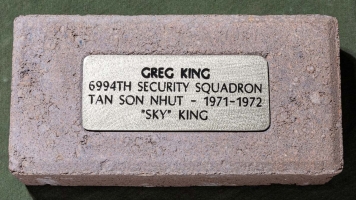 GREG KING
6994TH SECURITY SQUADRON
TAN SON NHUT - 1971-1972
"SKY" KING